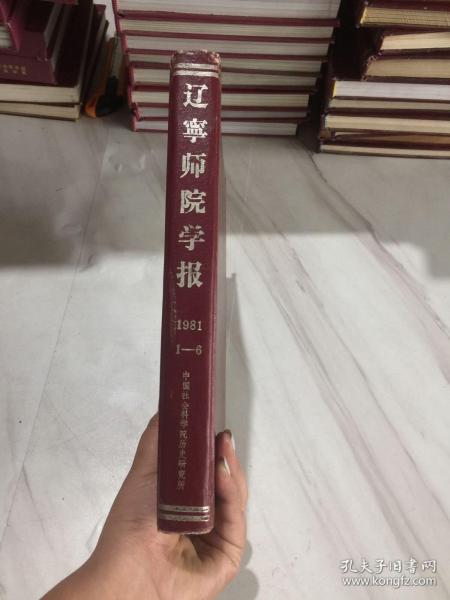 辽寧师院学报
1981
1—6
中国社会科学院历史研究所
孔夫子旧书网
www.kongfz.com